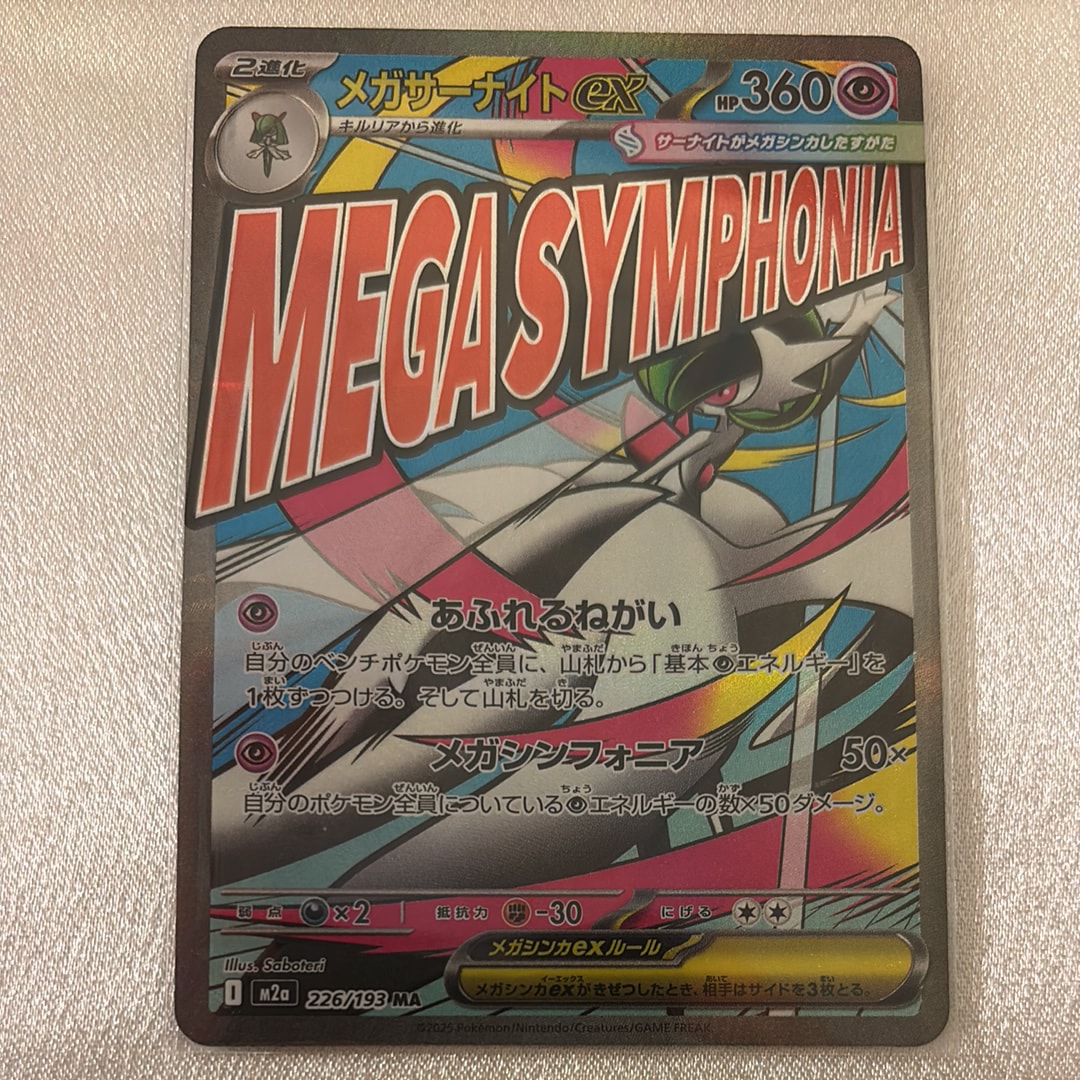 2進化
メガサーナイトex
HP360
キルリアから進化
サーナイトがメガシンカしたすがた
MEGA SYMPHONIA
あふれるねがい
自分のベンチポケモン全員に、山札から「基本エネルギー」を
1枚ずつつける。そして山札を切る。
メガシンフォニア 50×
自分のポケモン全員についているエネルギーの数×50ダメージ。
弱点 ×2 抵抗力 -30 にげる
メガシンカexルール
メガシンカexがきぜつしたとき、相手はサイドを3枚とる。
Illus. Saboteri
I m2a 226/193 MA
©2025 Pokémon/Nintendo/Creatures/GAME FREAK.